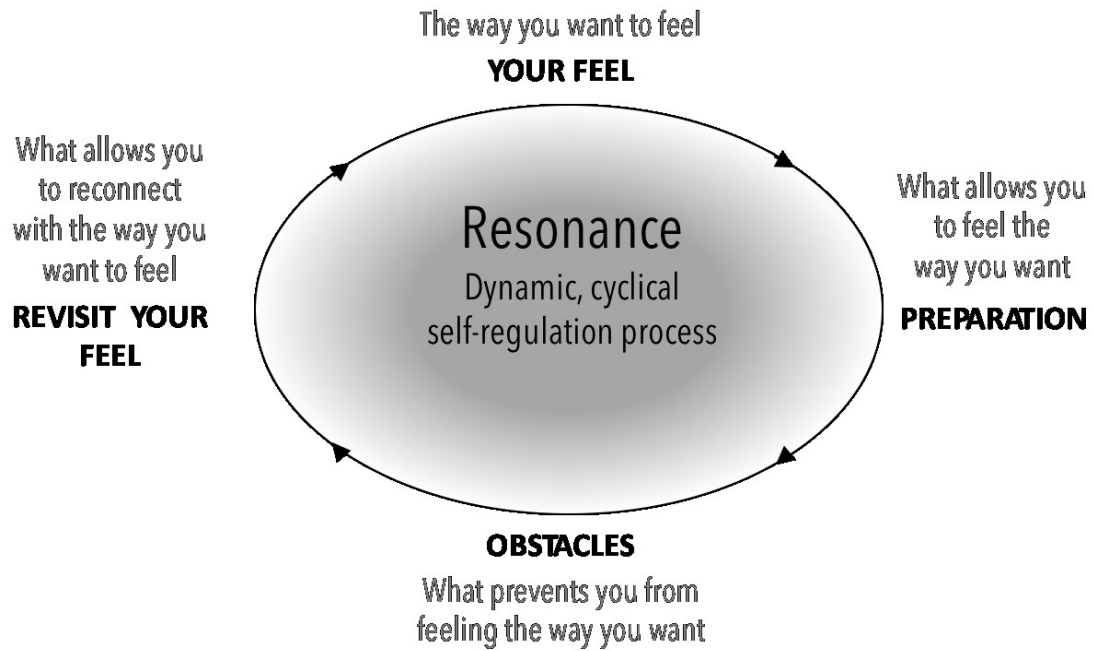 The way you want to feel
YOUR FEEL
What allows you
to reconnect
with the way you
want to feel
REVISIT YOUR
FEEL
Resonance
Dynamic, cyclical
self-regulation process
What allows you
to feel the
way you want
PREPARATION
OBSTACLES
What prevents you from
feeling the way you want